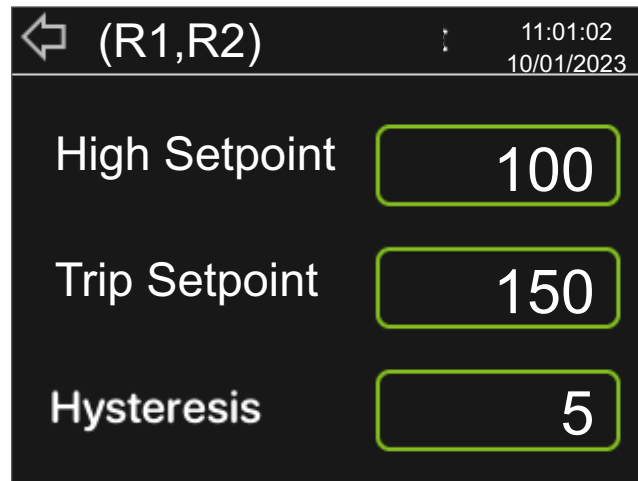 (R1,R2)
11:01:02
10/01/2023
High Setpoint
100
Trip Setpoint
150
Hysteresis
5